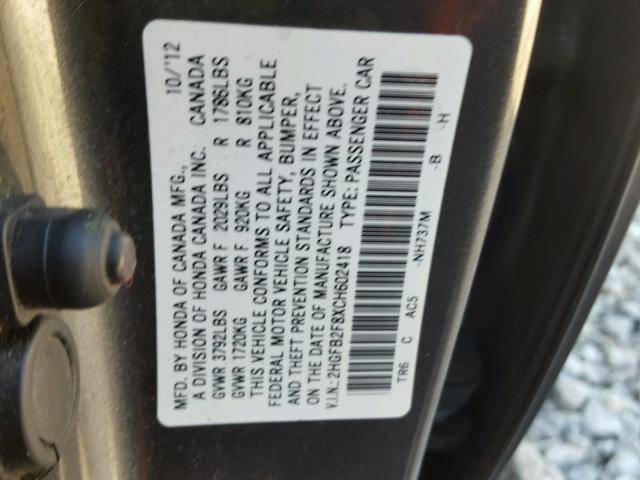 MFD. BY HONDA OF CANADA MFG., 10/'12
A DIVISION OF HONDA CANADA INC. CANADA
GVWR 3792LBS GAWR F 2029LBS R 1786LBS
GVWR 1720KG GAWR F 920KG R 810KG
THIS VEHICLE CONFORMS TO ALL APPLICABLE
FEDERAL MOTOR VEHICLE SAFETY, BUMPER,
AND THEFT PREVENTION STANDARDS IN EFFECT
ON THE DATE OF MANUFACTURE SHOWN ABOVE.
V.I.N.: 2HGFB2F8XCH602418 TYPE: PASSENGER CAR
TR6 C AC5 -NH737M -B -H